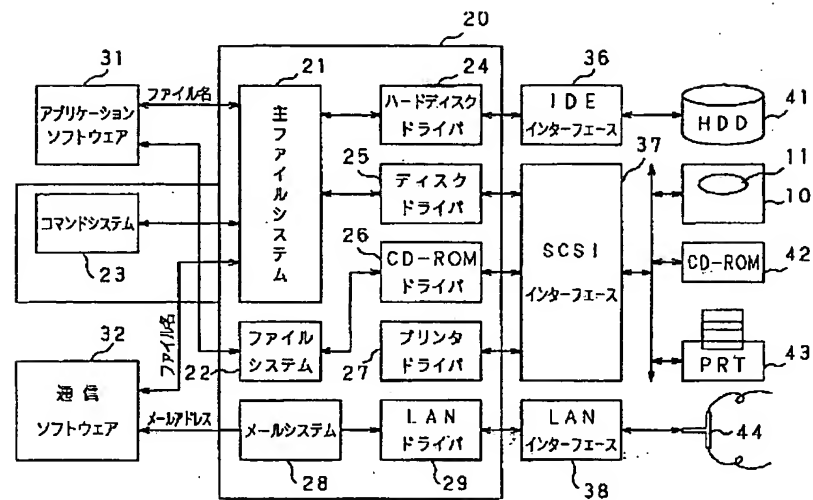 20
31
アプリケーション
ソフトウェア
ファイル名
21
主ファイルシステム
24
ハードディスク
ドライバ
36
IDE
インターフェース
HDD
41
25
ディスク
ドライバ
37
SCSI
インターフェース
11
10
コマンドシステム
23
26
CD-ROM
ドライバ
CD-ROM
42
ファイル名
ファイル
システム
22
プリンタ
ドライバ
27
PRT
43
32
通信
ソフトウェア
メールアドレス
メールシステム
28
LAN
ドライバ
29
LAN
インターフェース
38
44